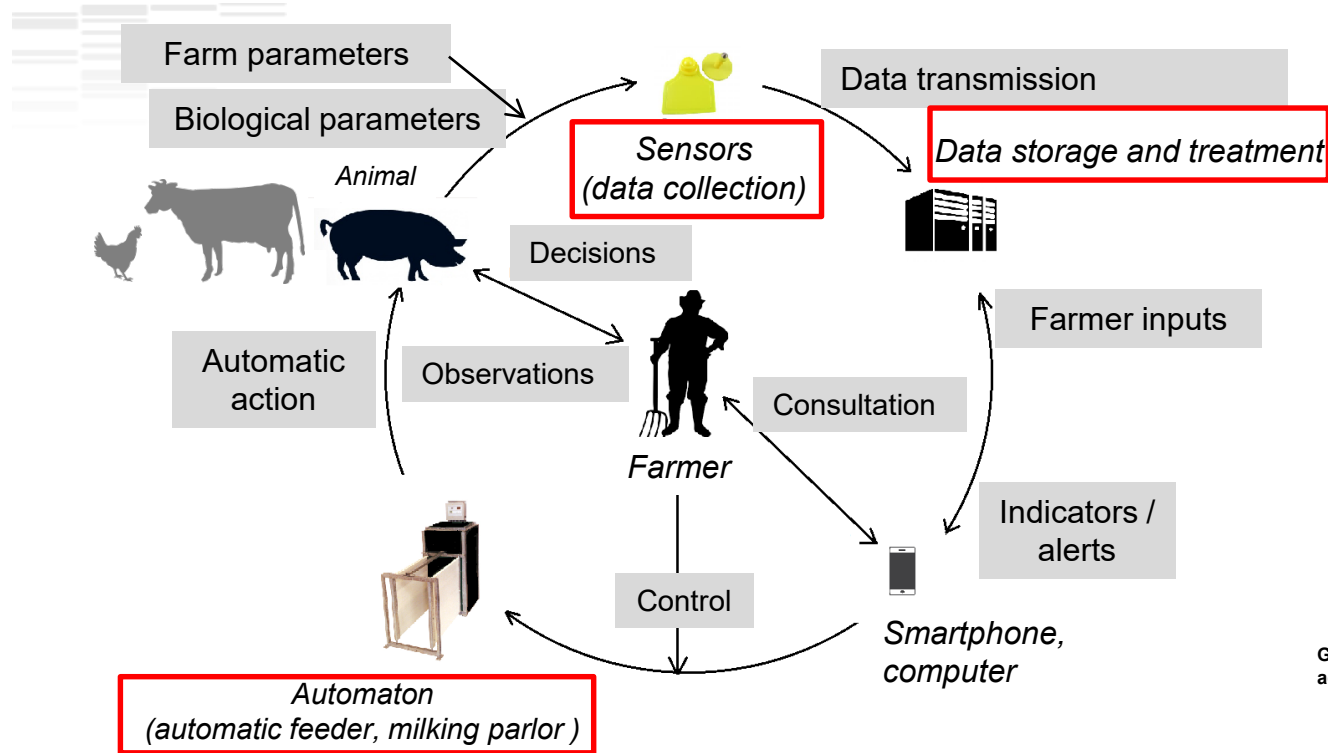 Farm parameters
Biological parameters
Animal
Sensors
(data collection)
Data transmission
Data storage and treatment
Decisions
Farmer inputs
Automatic
action
Observations
Consultation
Farmer
Indicators /
alerts
Control
Smartphone,
computer
Automaton
(automatic feeder, milking parlor )
G
a